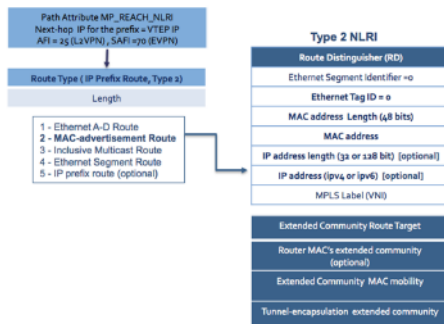 Path Attribute MP_REACH_NLRI
Next-hop IP for the prefix = VTEP IP
AFI = 25 (L2VPN) , SAFI =70 (EVPN)
Route Type ( IP Prefix Route, Type 2)
Length
1 - Ethernet A-D Route
2 - MAC-advertisement Route
3 - Inclusive Multicast Route
4 - Ethernet Segment Route
5 - IP prefix route (optional)
Type 2 NLRI
Route Distinguisher (RD)
Ethernet Segment Identifier =0
Ethernet Tag ID = 0
MAC address Length (48 bits)
MAC address
IP address length (32 or 128 bit) [optional]
IP address (ipv4 or ipv6) [optional]
MPLS Label (VNI)
Extended Community Route Target
Router MAC's extended community
(optional)
Extended Community MAC mobility
Tunnel-encapsulation extended community